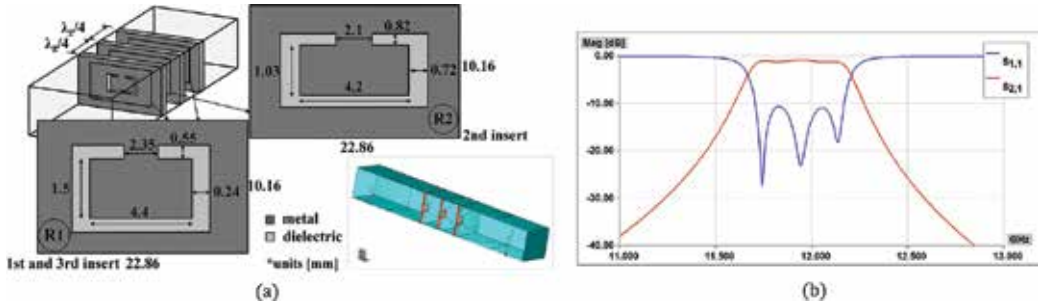 (a)
λg/4
λg/4
2.1
0.82
1.03
4.2
0.72
10.16
R2
2nd insert
22.86
2.35
0.55
1.5
4.4
0.24
10.16
R1
1st and 3rd insert 22.86
metal
dielectric
*units [mm]
(a)
Mag [dB]
0.00
-10.00
-20.00
-30.00
-40.00
11.000
11.500
12.000
12.500
13.000
GHz
S1,1
S2,1
(b)